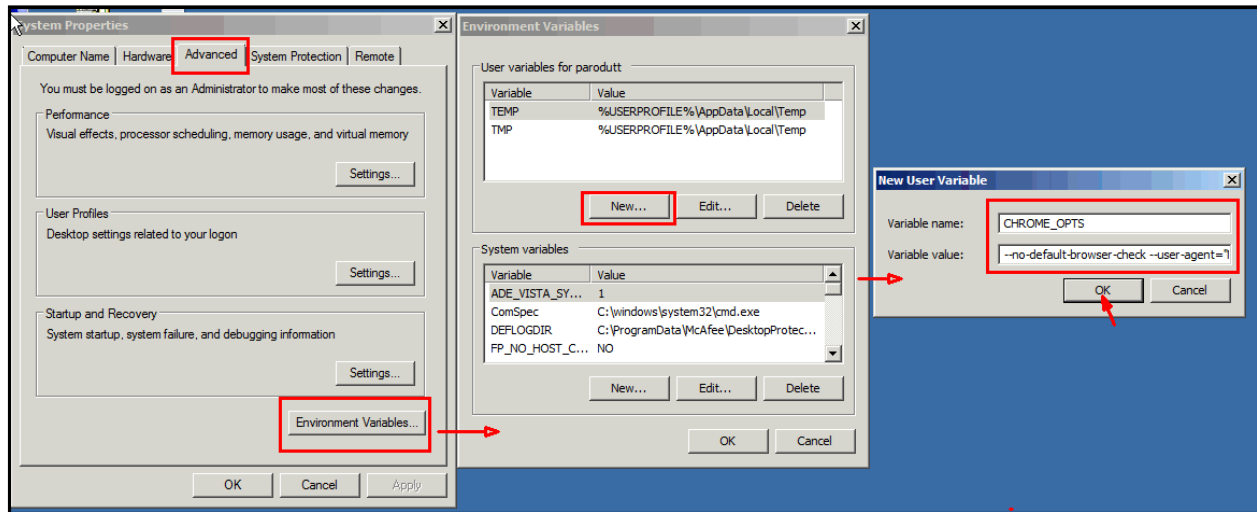 System Properties
Computer Name Hardware Advanced System Protection Remote
You must be logged on as an Administrator to make most of these changes.
Performance
Visual effects, processor scheduling, memory usage, and virtual memory
Settings...
User Profiles
Desktop settings related to your logon
Settings...
Startup and Recovery
System startup, system failure, and debugging information
Settings...
Environment Variables...
OK Cancel Apply
Environment Variables
User variables for parodutt
Variable Value
TEMP %USERPROFILE%\AppData\Local\Temp
TMP %USERPROFILE%\AppData\Local\Temp
New... Edit... Delete
System variables
Variable Value
ADE_VISTA_SY... 1
ComSpec C:\windows\system32\cmd.exe
DEFLOGDIR C:\ProgramData\McAfee\DesktopProtec...
FP_NO_HOST_C... NO
New... Edit... Delete
OK Cancel
New User Variable
Variable name: CHROME_OPTS
Variable value: --no-default-browser-check --user-agent="
OK Cancel